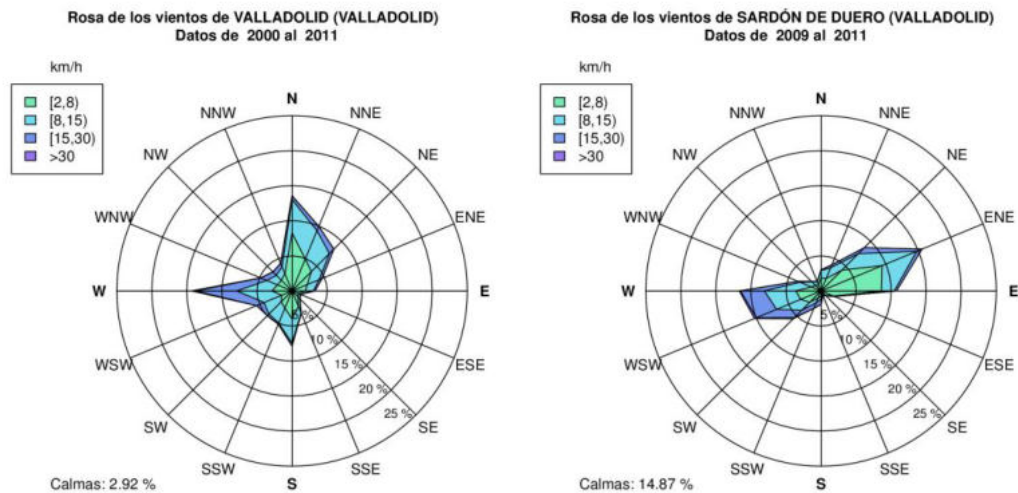 Rosa de los vientos de VALLADOLID (VALLADOLID)
Datos de 2000 al 2011
km/h
[2,8)
[8,15)
[15,30)
>30
N
NNE
NE
ENE
E
ESE
SE
SSE
S
SSW
SW
WSW
W
WNW
NW
NNW
5 %
10 %
15 %
20 %
25 %
Calmas: 2.92 %
Rosa de los vientos de SARDÓN DE DUERO (VALLADOLID)
Datos de 2009 al 2011
km/h
[2,8)
[8,15)
[15,30)
>30
N
NNE
NE
ENE
E
ESE
SE
SSE
S
SSW
SW
WSW
W
WNW
NW
NNW
5 %
10 %
15 %
20 %
25 %
Calmas: 14.87 %